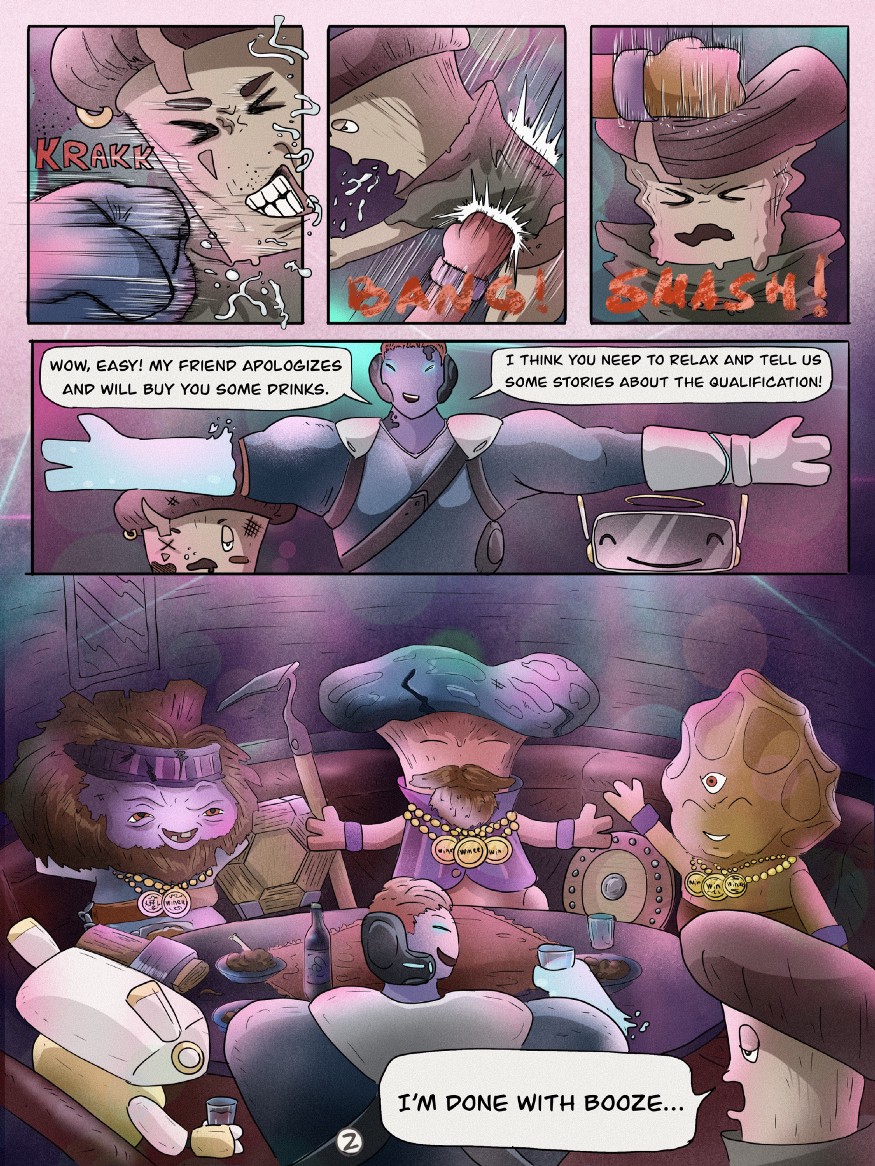 KRAKK
BANG!
SMASH!
WOW, EASY! MY FRIEND APOLOGIZES
AND WILL BUY YOU SOME DRINKS.
I THINK YOU NEED TO RELAX AND TELL US
SOME STORIES ABOUT THE QUALIFICATION!
WIN
I'M DONE WITH BOOZE...
2